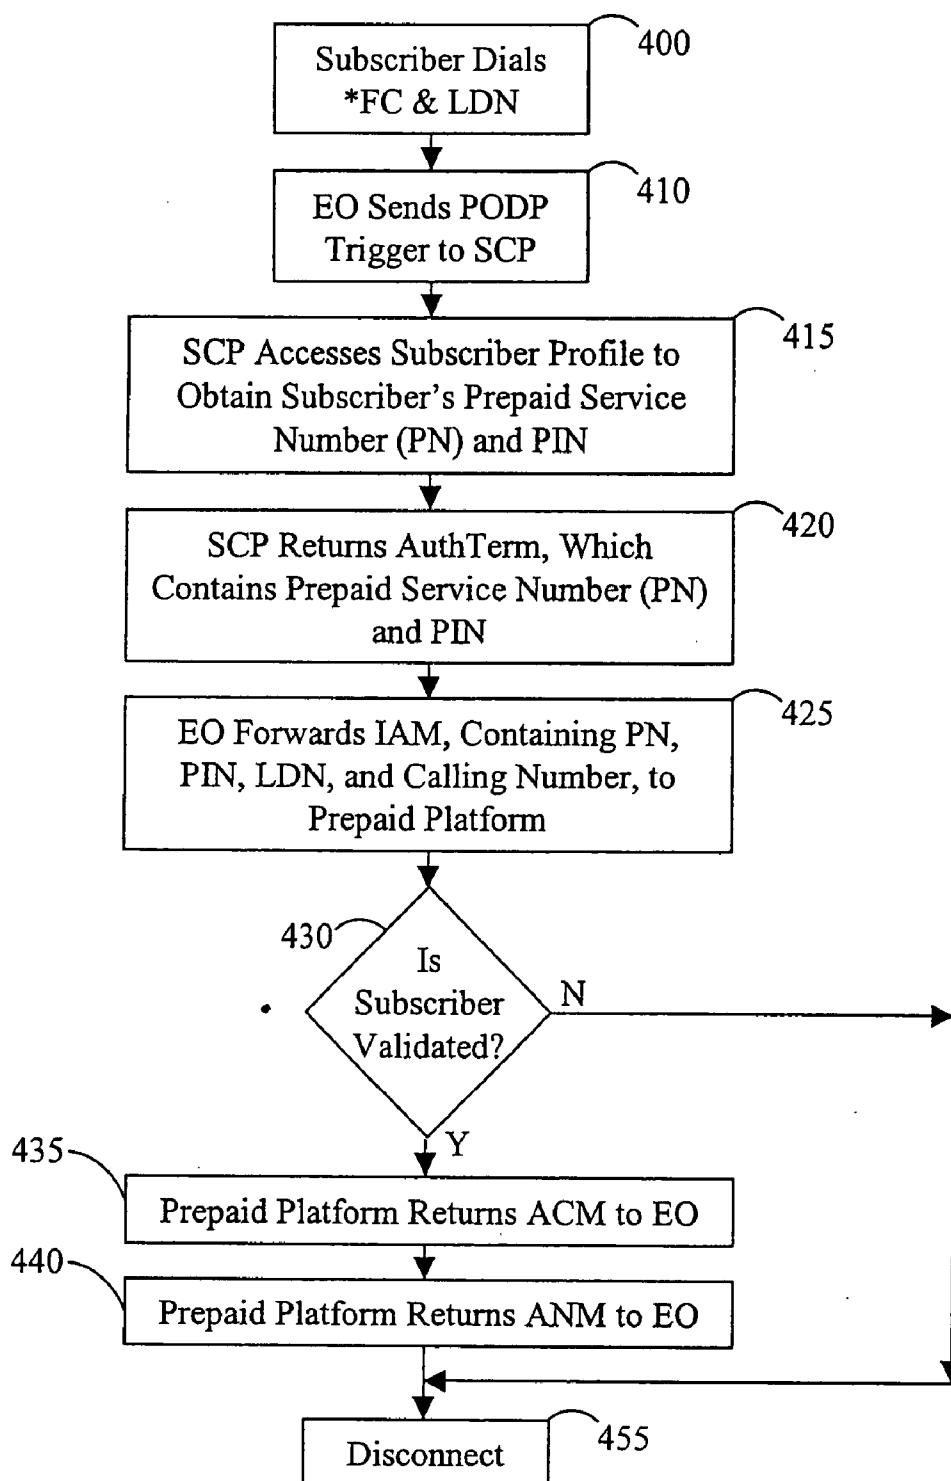 400
Subscriber Dials
*FC & LDN
410
EO Sends PODP
Trigger to SCP
415
SCP Accesses Subscriber Profile to
Obtain Subscriber's Prepaid Service
Number (PN) and PIN
420
SCP Returns AuthTerm, Which
Contains Prepaid Service Number (PN)
and PIN
425
EO Forwards IAM, Containing PN,
PIN, LDN, and Calling Number, to
Prepaid Platform
430
Is
Subscriber
Validated?
N
Y
435
Prepaid Platform Returns ACM to EO
440
Prepaid Platform Returns ANM to EO
455
Disconnect